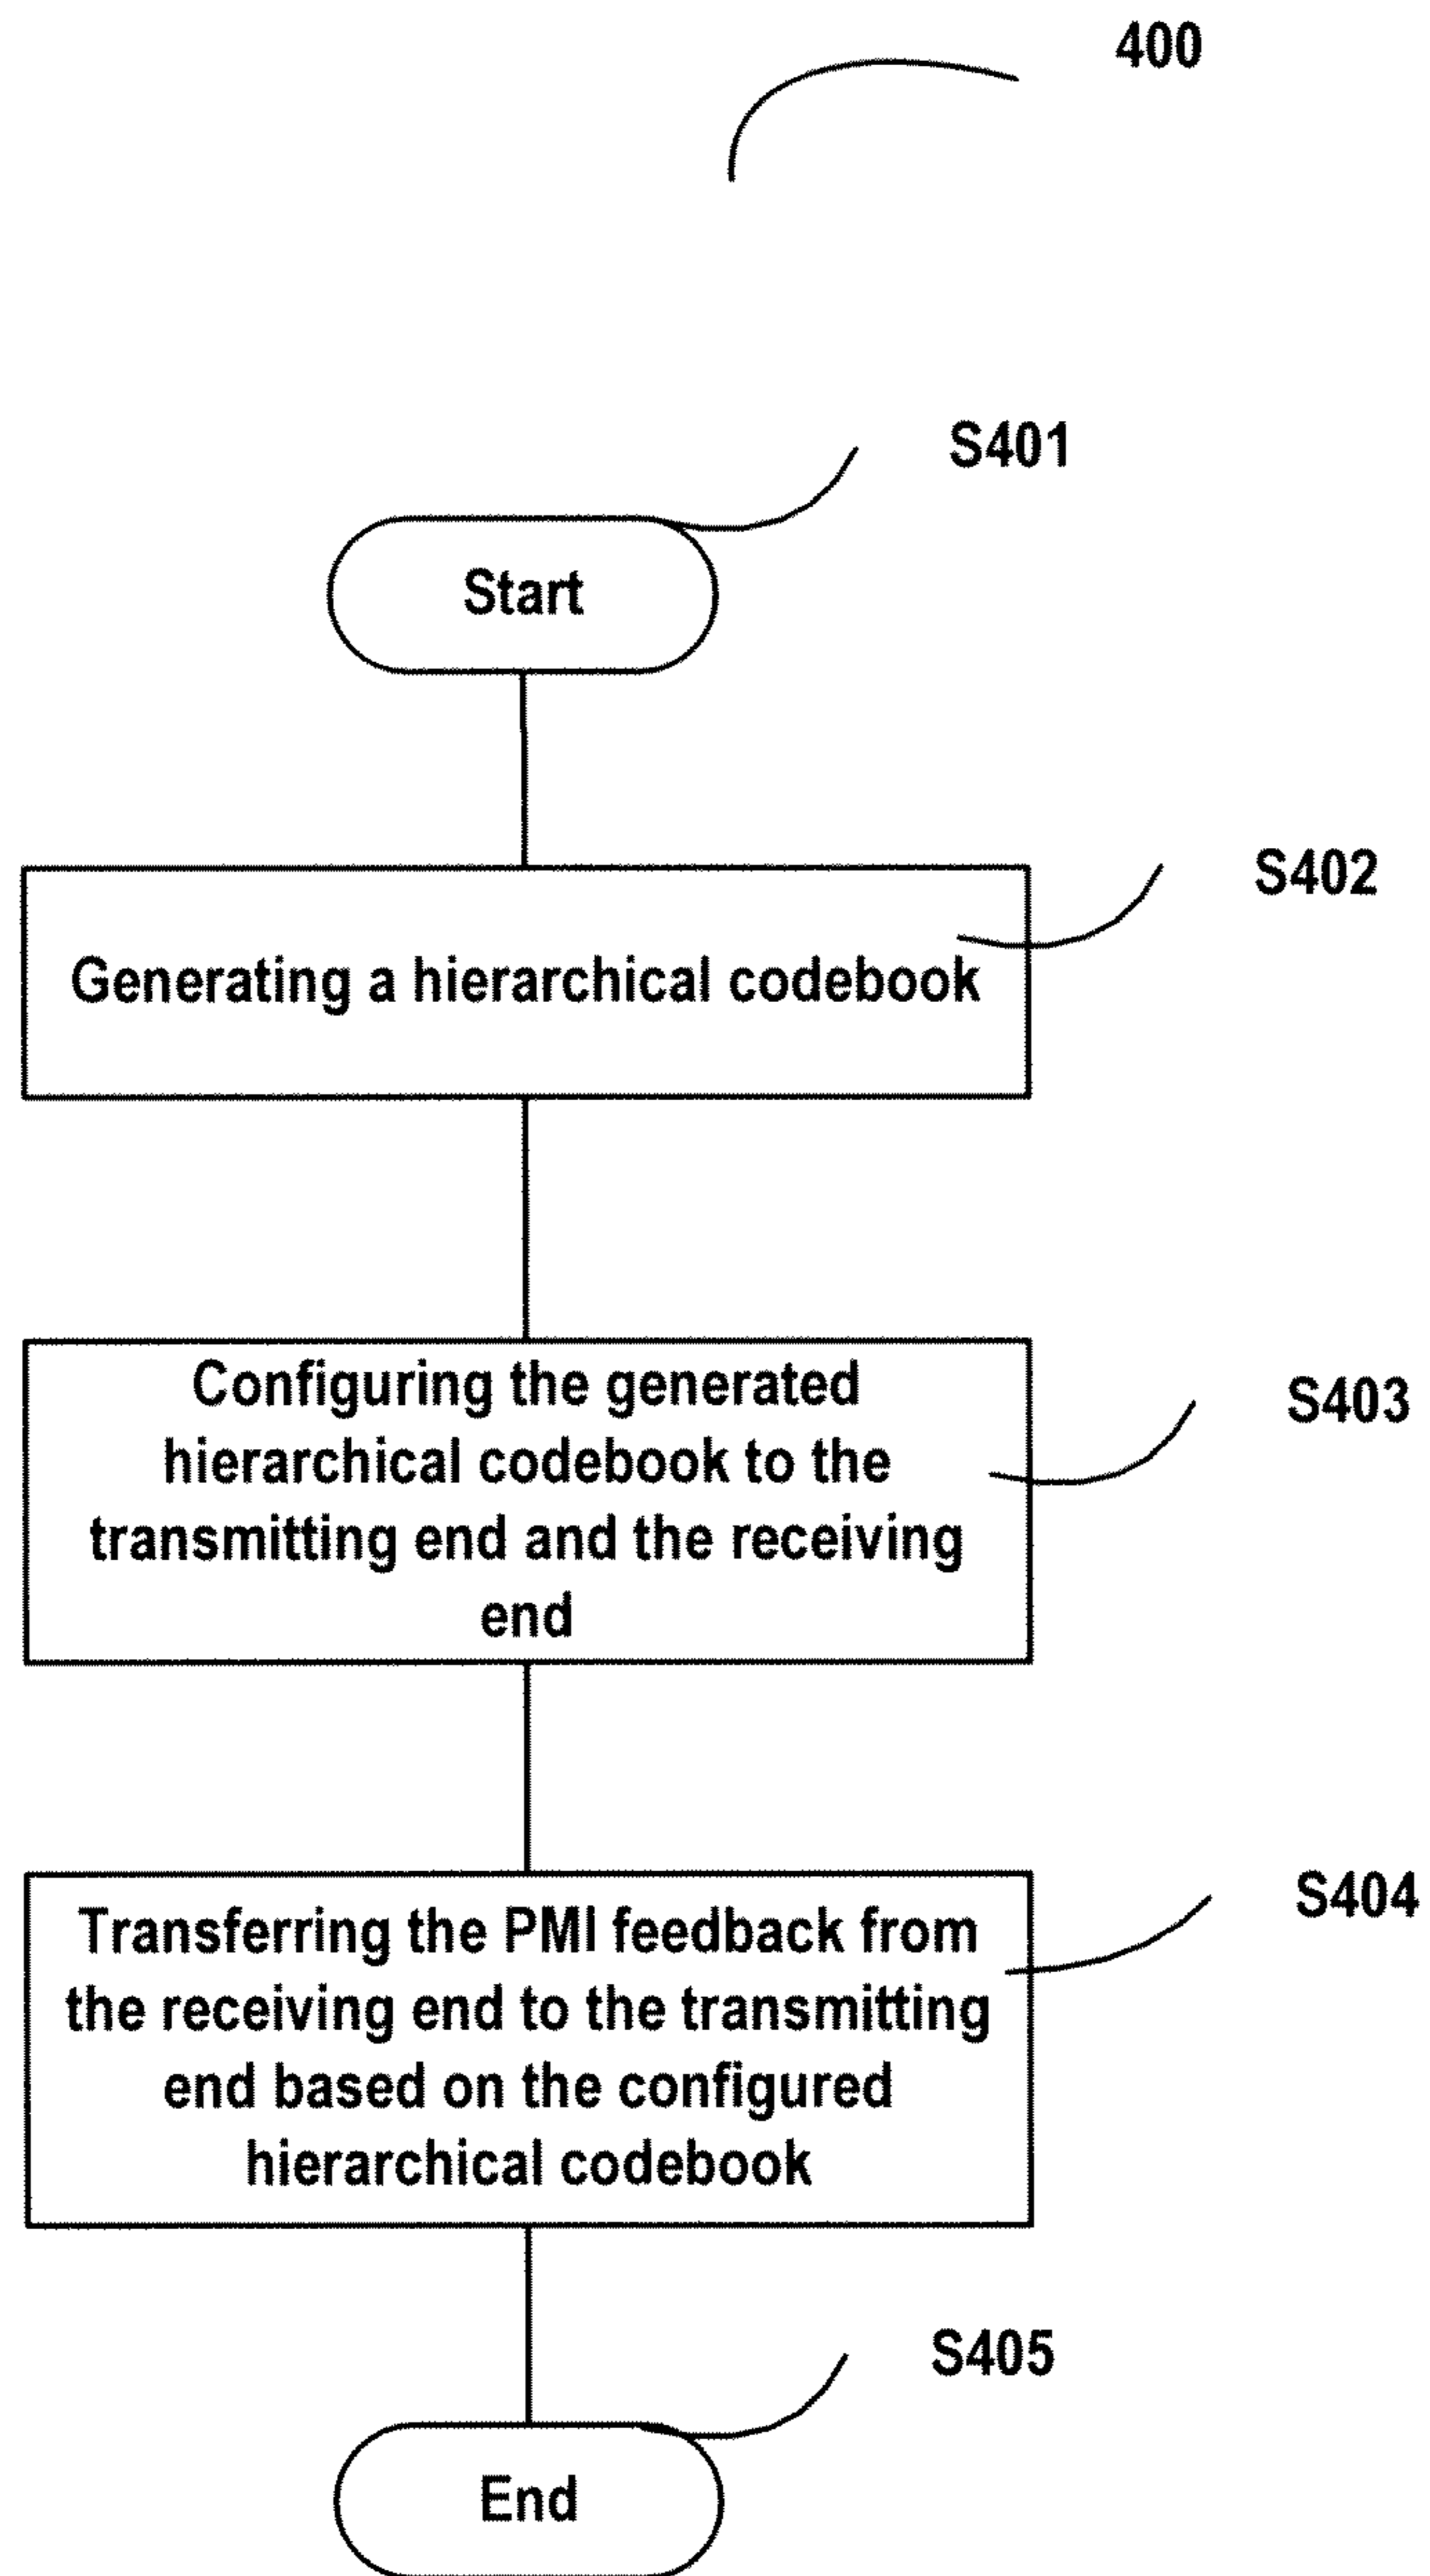 400
S401
Start
S402
Generating a hierarchical codebook
S403
Configuring the generated
hierarchical codebook to the
transmitting end and the receiving
end
S404
Transferring the PMI feedback from
the receiving end to the transmitting
end based on the configured
hierarchical codebook
S405
End